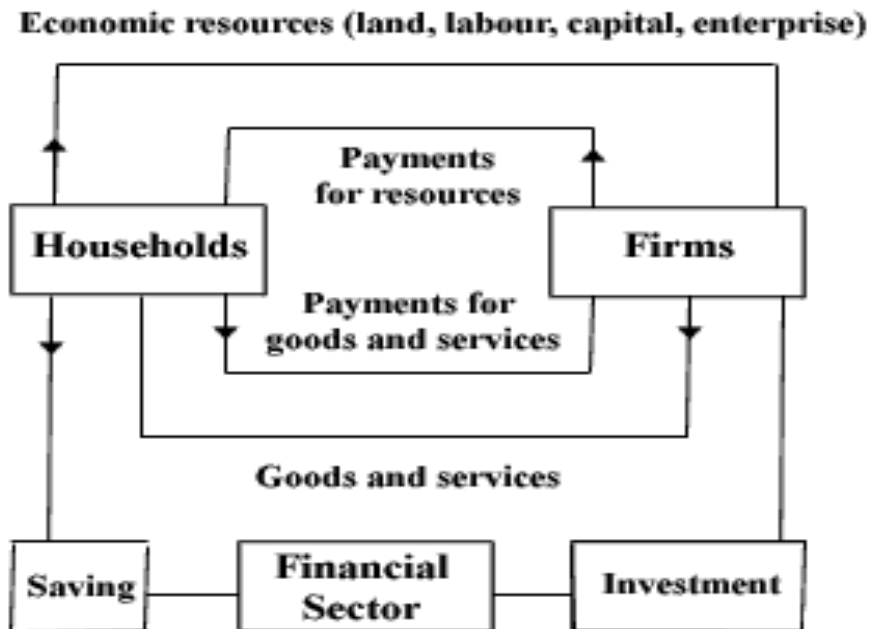 Economic resources (land, labour, capital, enterprise)
Payments
for resources
Households
Firms
Payments for
goods and services
Goods and services
Saving
Financial
Sector
Investment